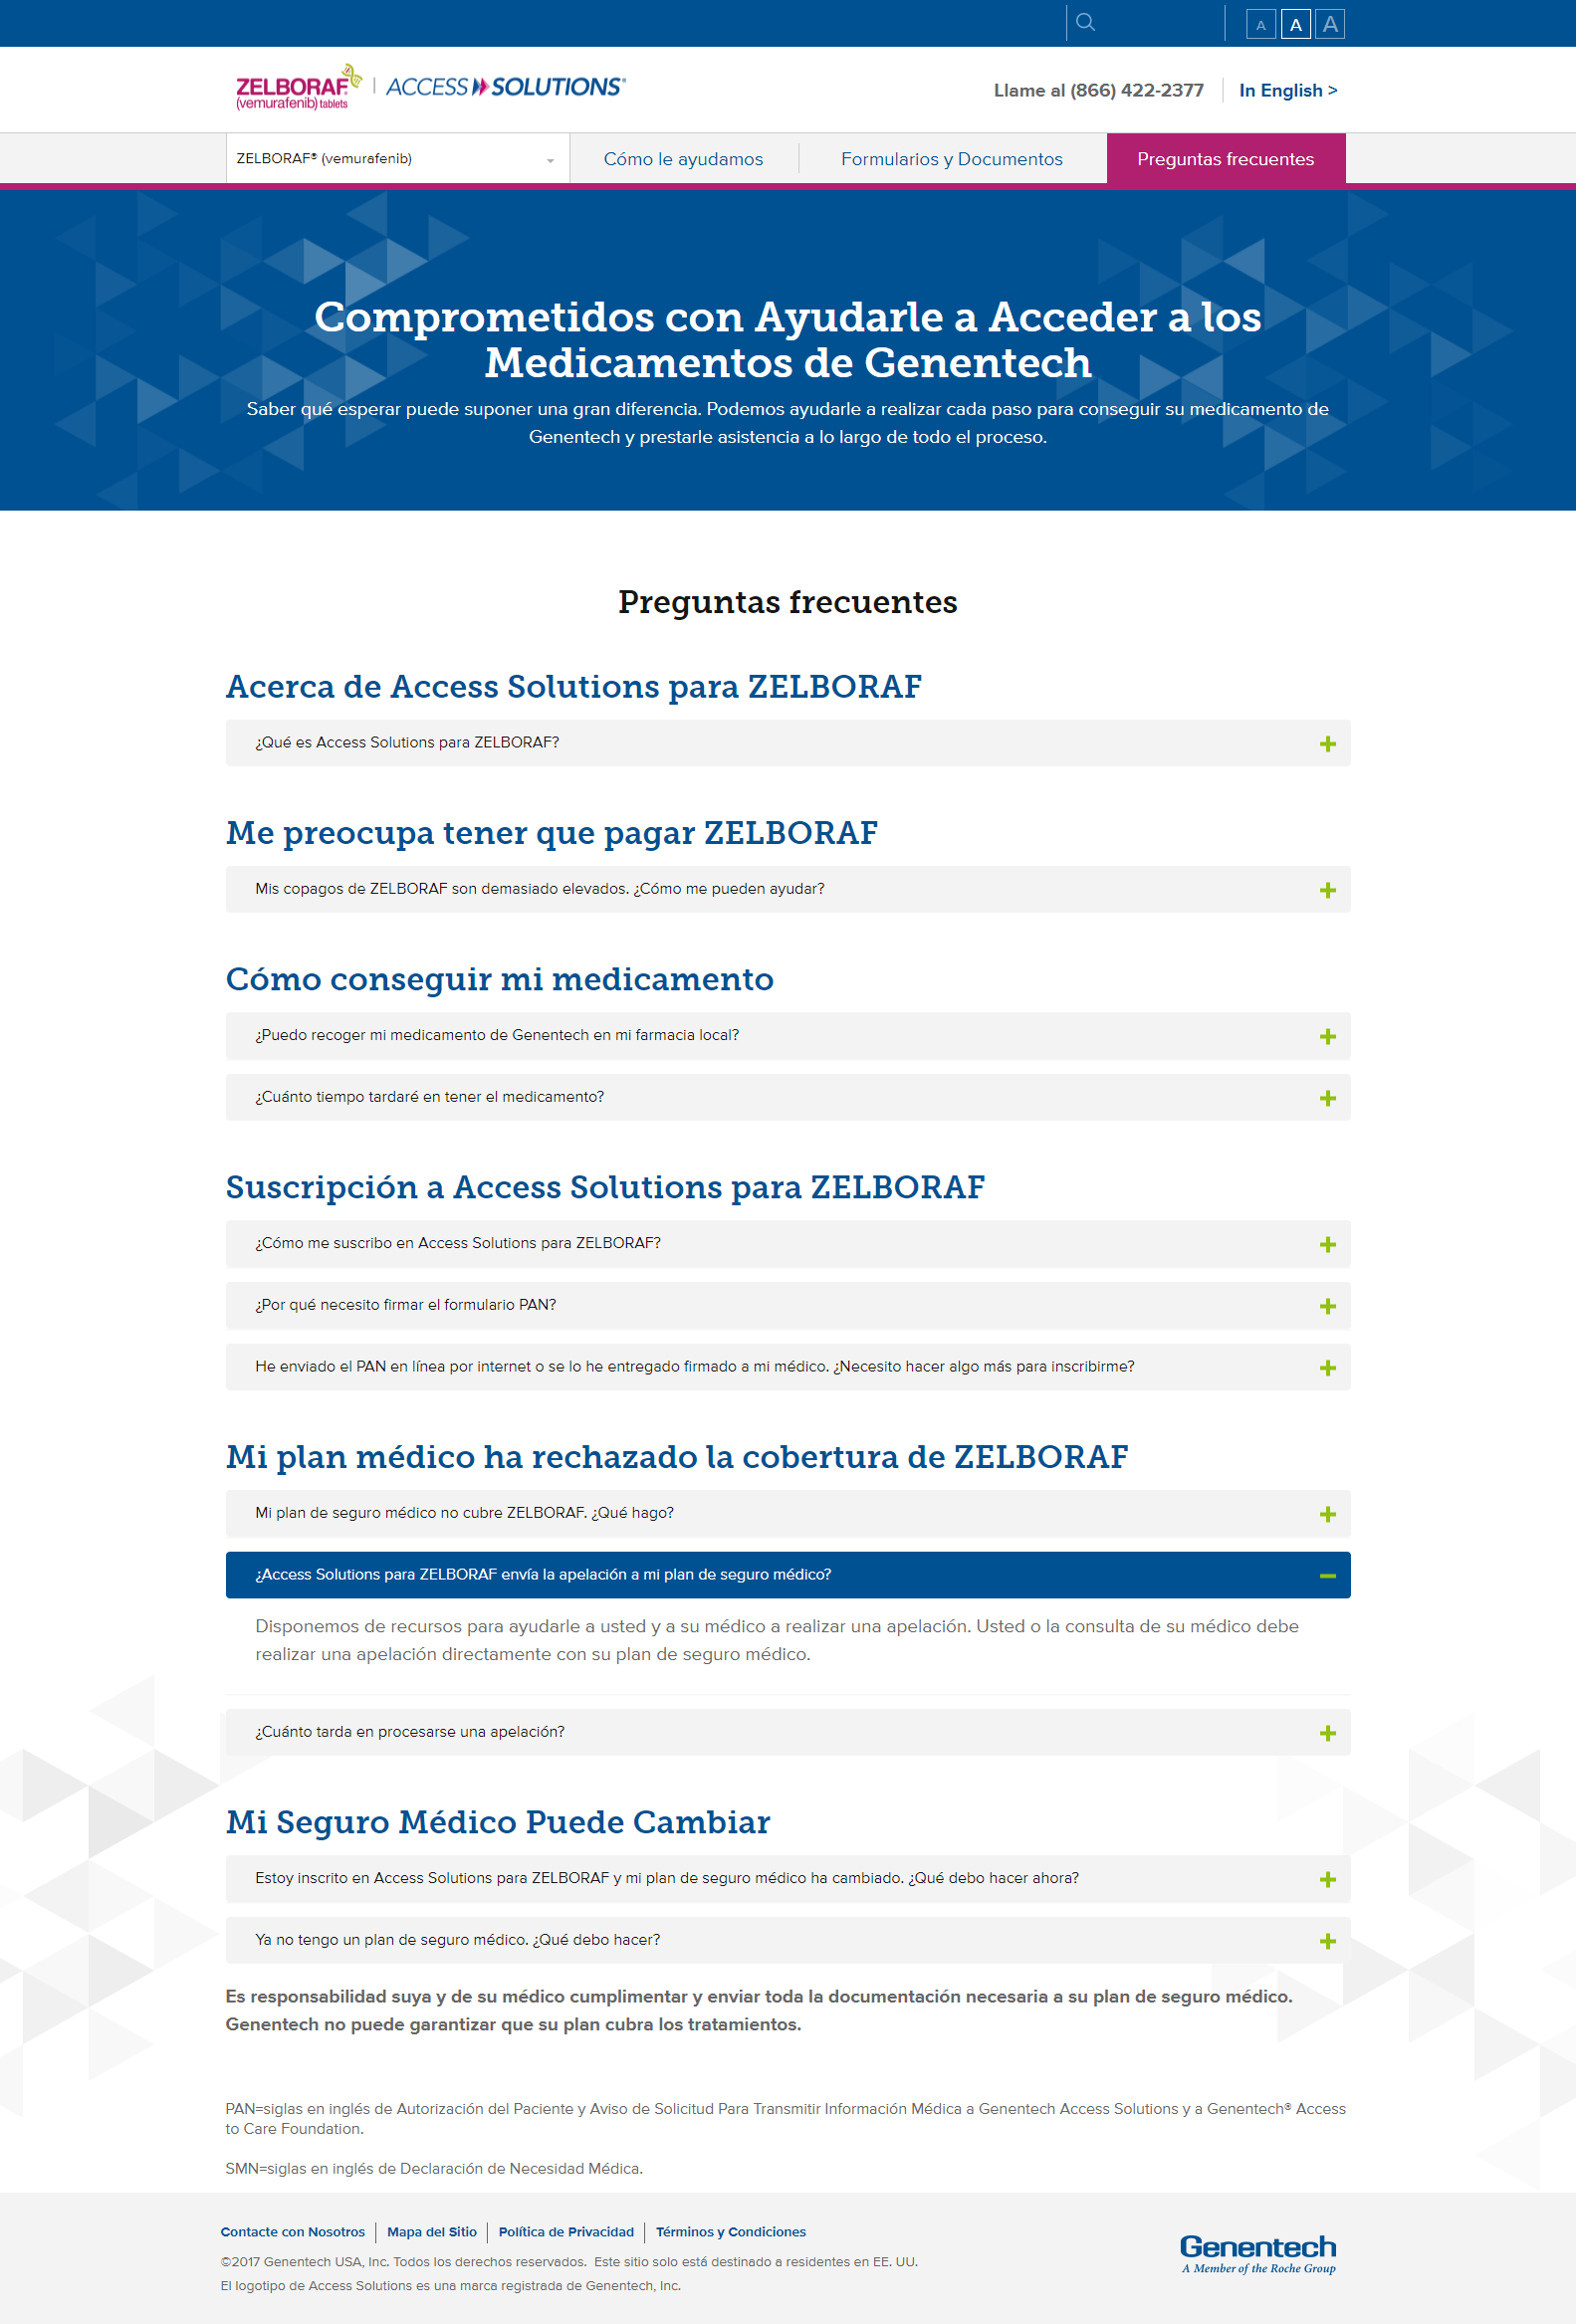 A A A
ZELBORAF®
(vemurafenib) tablets
ACCESS SOLUTIONS®
Llame al (866) 422-2377
In English >
ZELBORAF® (vemurafenib)
Cómo le ayudamos
Formularios y Documentos
Preguntas frecuentes
Comprometidos con Ayudarle a Acceder a los
Medicamentos de Genentech
Saber qué esperar puede suponer una gran diferencia. Podemos ayudarle a realizar cada paso para conseguir su medicamento de
Genentech y prestarle asistencia a lo largo de todo el proceso.
Preguntas frecuentes
Acerca de Access Solutions para ZELBORAF
¿Qué es Access Solutions para ZELBORAF?
Me preocupa tener que pagar ZELBORAF
Mis copagos de ZELBORAF son demasiado elevados. ¿Cómo me pueden ayudar?
Cómo conseguir mi medicamento
¿Puedo recoger mi medicamento de Genentech en mi farmacia local?
¿Cuánto tiempo tardaré en tener el medicamento?
Suscripción a Access Solutions para ZELBORAF
¿Cómo me suscribo en Access Solutions para ZELBORAF?
¿Por qué necesito firmar el formulario PAN?
He enviado el PAN en línea por internet o se lo he entregado firmado a mi médico. ¿Necesito hacer algo más para inscribirme?
Mi plan médico ha rechazado la cobertura de ZELBORAF
Mi plan de seguro médico no cubre ZELBORAF. ¿Qué hago?
¿Access Solutions para ZELBORAF envía la apelación a mi plan de seguro médico?
Disponemos de recursos para ayudarle a usted y a su médico a realizar una apelación. Usted o la consulta de su médico debe
realizar una apelación directamente con su plan de seguro médico.
¿Cuánto tarda en procesarse una apelación?
Mi Seguro Médico Puede Cambiar
Estoy inscrito en Access Solutions para ZELBORAF y mi plan de seguro médico ha cambiado. ¿Qué debo hacer ahora?
Ya no tengo un plan de seguro médico. ¿Qué debo hacer?
Es responsabilidad suya y de su médico cumplimentar y enviar toda la documentación necesaria a su plan de seguro médico.
Genentech no puede garantizar que su plan cubra los tratamientos.
PAN=siglas en inglés de Autorización del Paciente y Aviso de Solicitud Para Transmitir Información Médica a Genentech Access Solutions y a Genentech® Access
to Care Foundation.
SMN=siglas en inglés de Declaración de Necesidad Médica.
Contacte con Nosotros
Mapa del Sitio
Política de Privacidad
Términos y Condiciones
©2017 Genentech USA, Inc. Todos los derechos reservados. Este sitio solo está destinado a residentes en EE. UU.
El logotipo de Access Solutions es una marca registrada de Genentech, Inc.
Genentech
A Member of the Roche Group